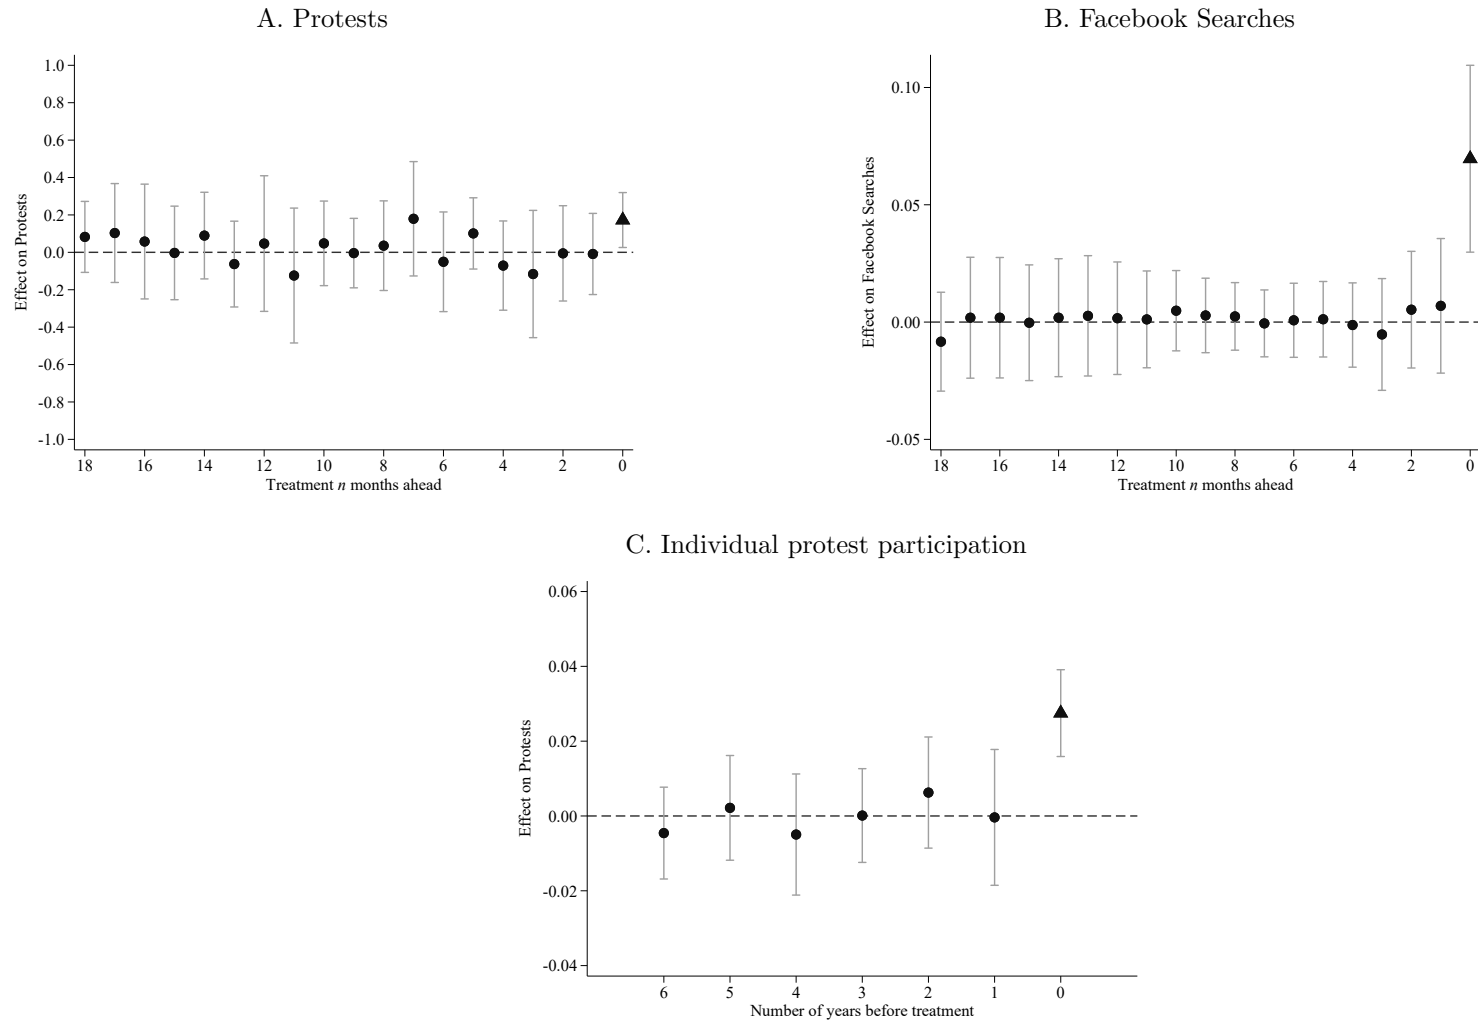 A. Protests
1.0
0.8
0.6
0.4
0.2
0.0
-0.2
-0.4
-0.6
-0.8
-1.0
Effect on Protests
18 16 14 12 10 8 6 4 2 0
Treatment n months ahead
B. Facebook Searches
0.10
0.05
0.00
-0.05
Effect on Facebook Searches
18 16 14 12 10 8 6 4 2 0
Treatment n months ahead
C. Individual protest participation
0.06
0.04
0.02
0.00
-0.02
-0.04
Effect on Protests
6 5 4 3 2 1 0
Number of years before treatment